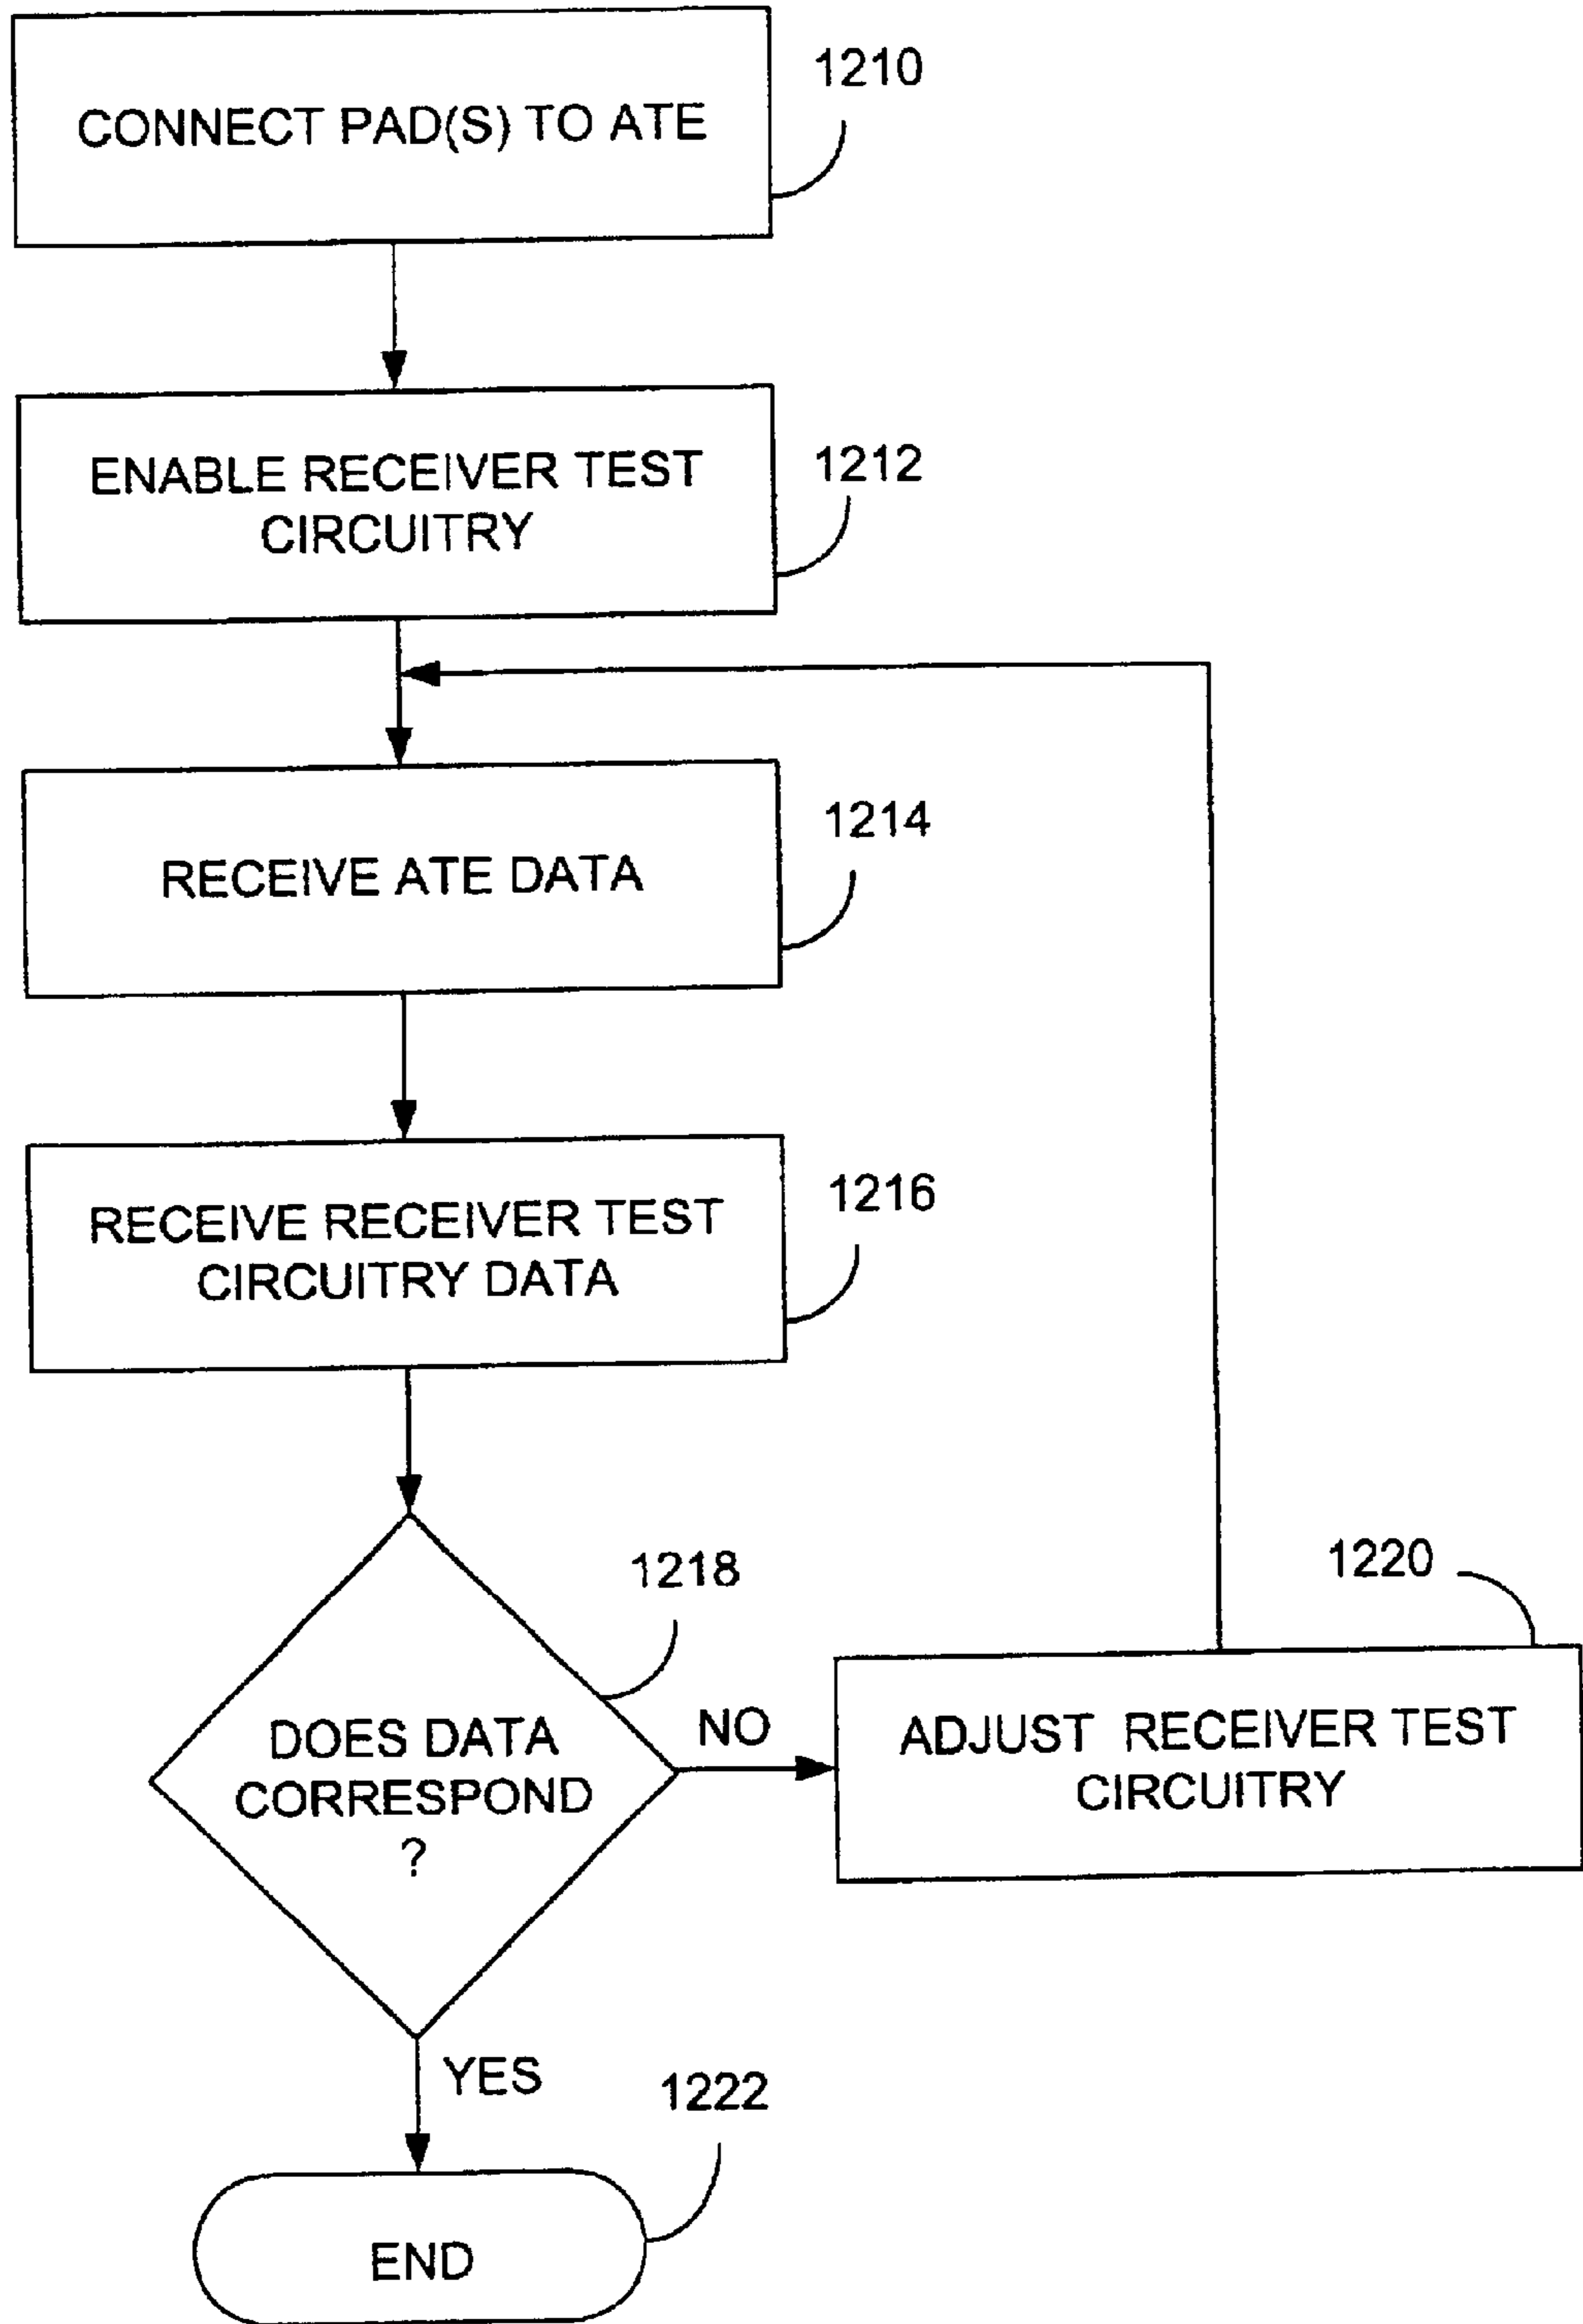 1210
CONNECT PAD(S) TO ATE
1212
ENABLE RECEIVER TEST
CIRCUITRY
1214
RECEIVE ATE DATA
1216
RECEIVE RECEIVER TEST
CIRCUITRY DATA
1218
DOES DATA
CORRESPOND
?
NO
1220
ADJUST RECEIVER TEST
CIRCUITRY
YES
1222
END